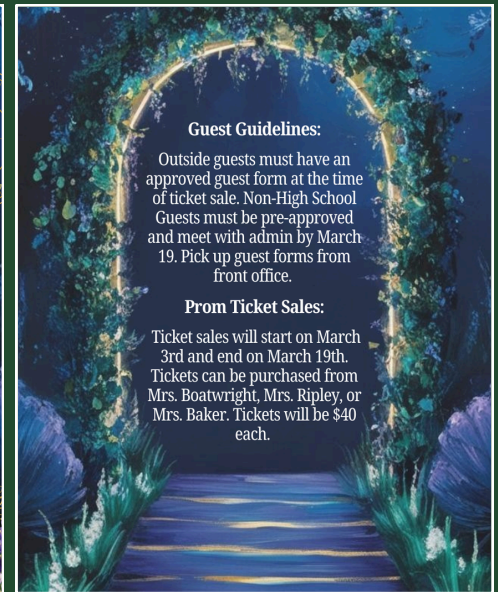 Guest Guidelines:
Outside guests must have an
approved guest form at the time
of ticket sale. Non-High School
Guests must be pre-approved
and meet with admin by March
19. Pick up guest forms from
front office.
Prom Ticket Sales:
Ticket sales will start on March
3rd and end on March 19th.
Tickets can be purchased from
Mrs. Boatwright, Mrs. Ripley, or
Mrs. Baker. Tickets will be $40
each.